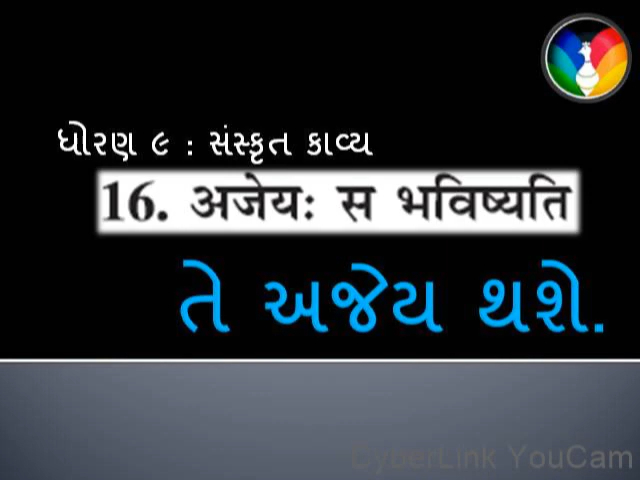 ધોરણ ૯ : સંસ્કૃત કાવ્ય
16. अजेयः स भविष्यति
તે અજેય થશે.
CyberLink YouCam